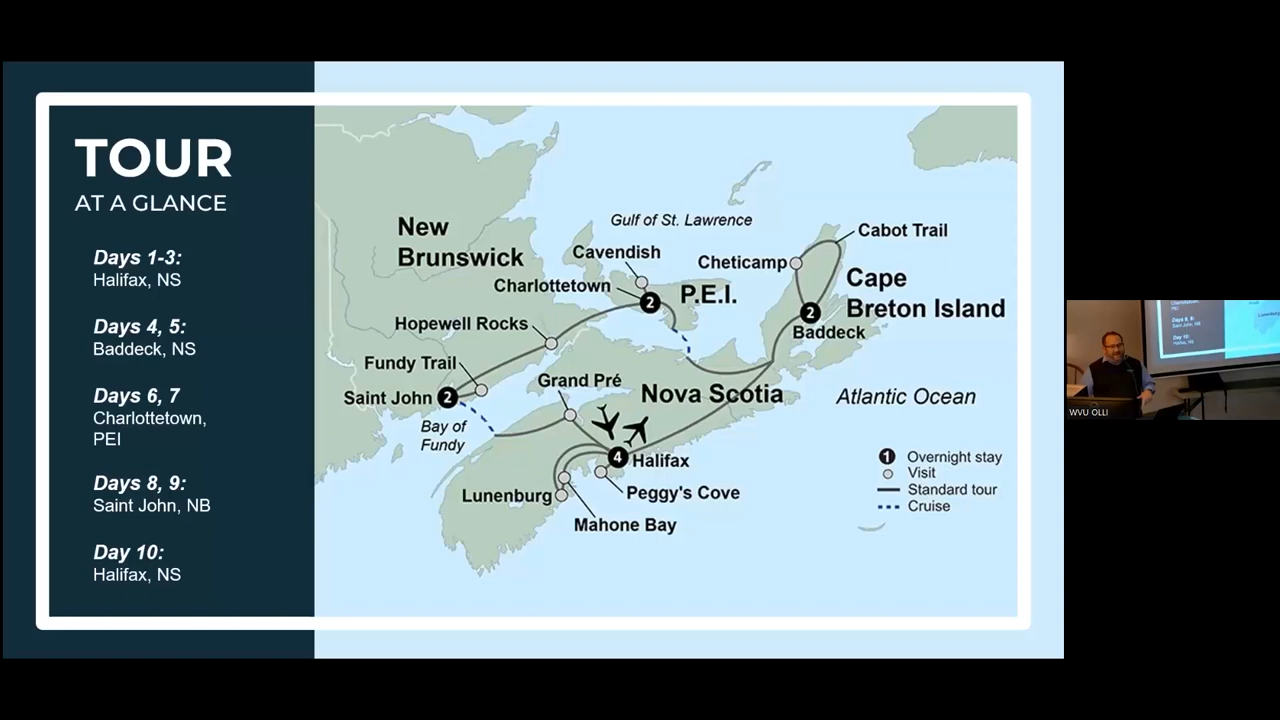 TOUR
AT A GLANCE
Days 1-3:
Halifax, NS
Days 4, 5:
Baddeck, NS
Days 6, 7
Charlottetown,
PEI
Days 8, 9:
Saint John, NB
Day 10:
Halifax, NS
Gulf of St. Lawrence
New
Brunswick
Cavendish
Charlottetown
2
P.E.I.
Cabot Trail
Cheticamp
Cape
Breton Island
2
Baddeck
Hopewell Rocks
Fundy Trail
Saint John
2
Bay of
Fundy
Grand Pré
Nova Scotia
Atlantic Ocean
4
Halifax
Peggy's Cove
Lunenburg
Mahone Bay
1 Overnight stay
Visit
Standard tour
Cruise
WVU OLLI